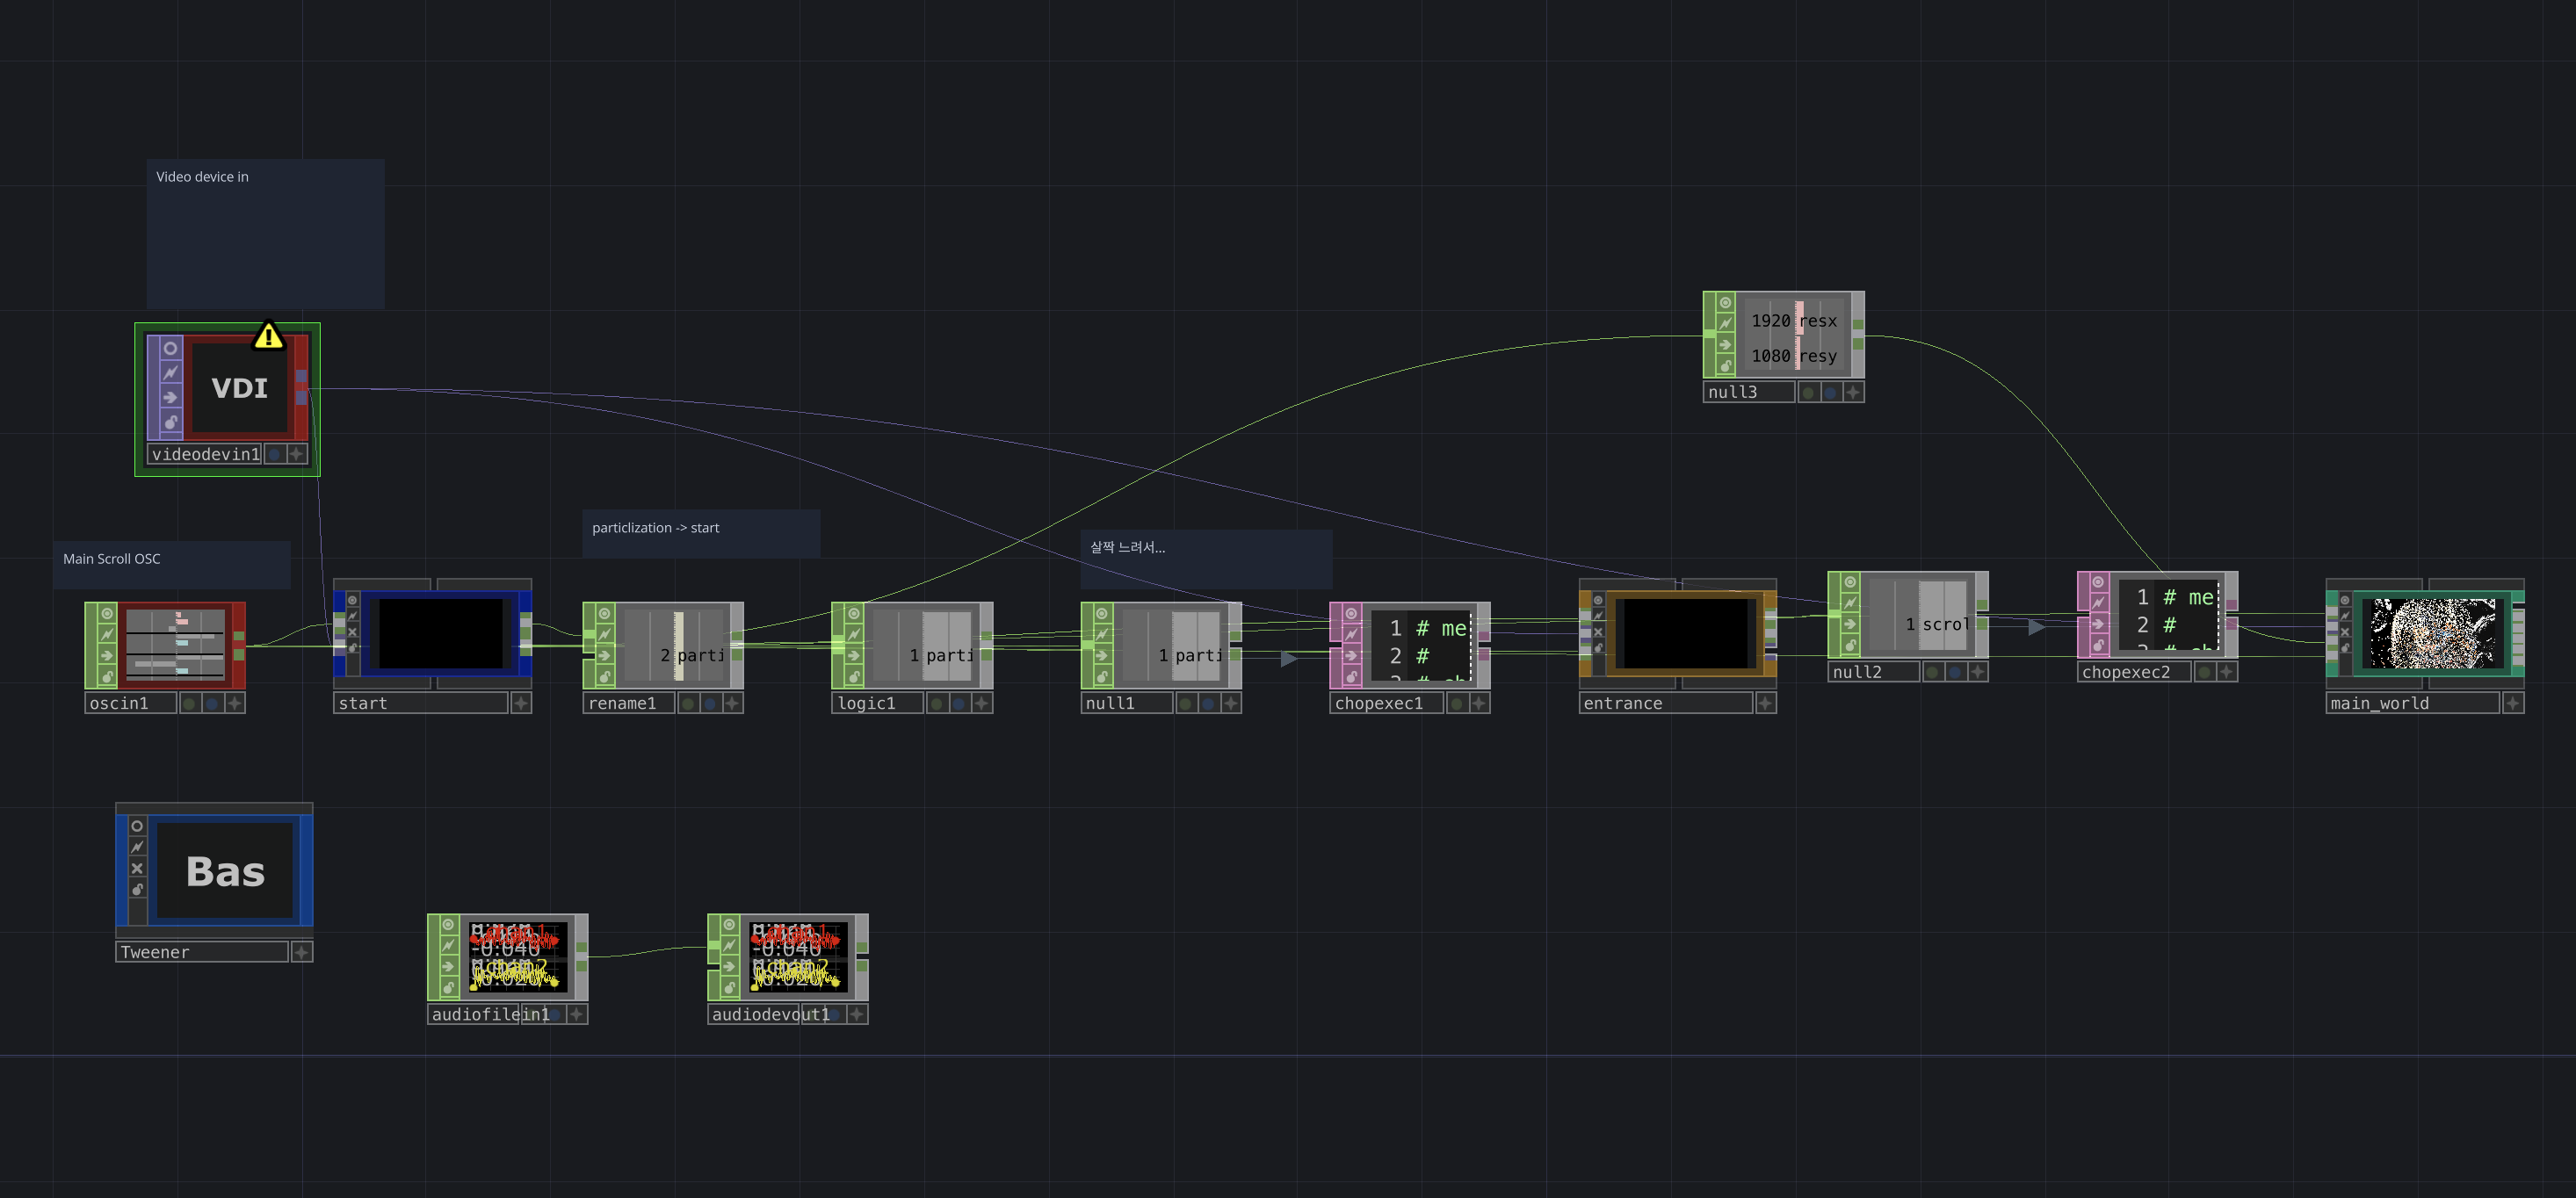 Video device in
VDI
videodevin1
1920 resx
1080 resy
null3
particlization -> start
살짝 느려서...
Main Scroll OSC
oscin1
start
2 parti
rename1
1 parti
logic1
1 parti
null1
1 # me
2 #
chopexec1
entrance
1 scrol
null2
1 # me
2 #
chopexec2
main_world
Bas
Tweener
audiofilein1
audiodevout1